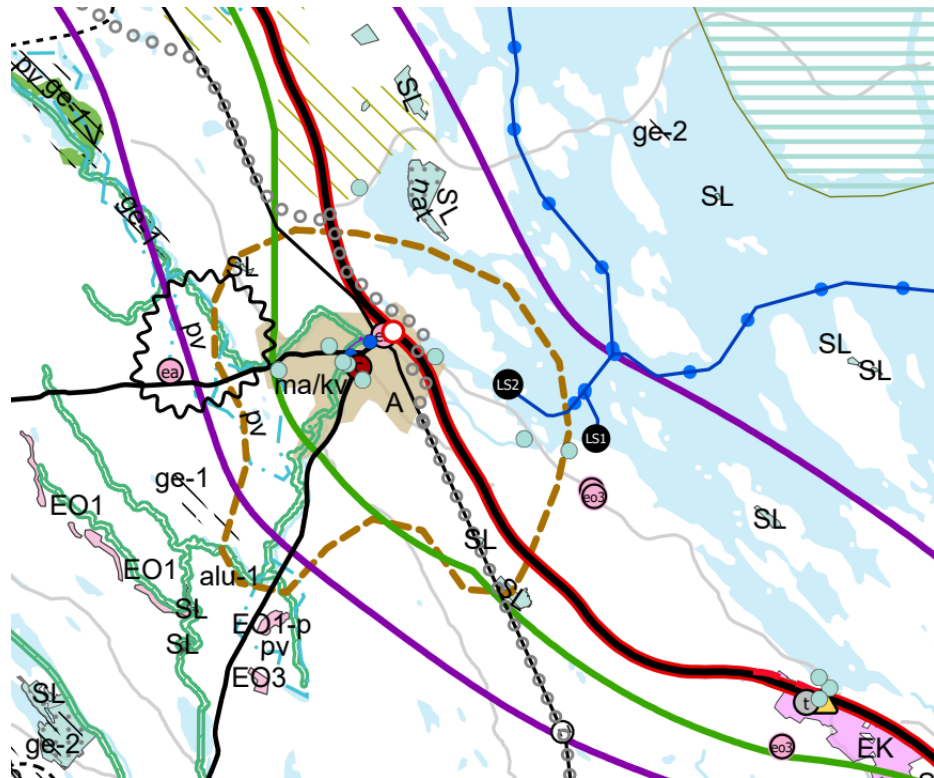 pv
ge-1
SL
ge-2
SL
SL
nat
ge-1
SL
pv
SL
ea
SL
LS2
ma/kv
A
pv
LS1
ge-1
eo3
EO1
SL
SL
EO1
alu-1
SL
SL
EO1-p
SL
pv
EO3
SL
t
ge-2
eo3
EK